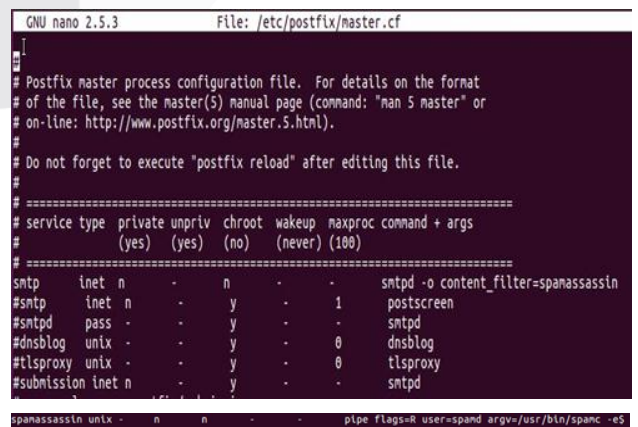 GNU nano 2.5.3 File: /etc/postfix/master.cf
#
# Postfix master process configuration file. For details on the format
# of the file, see the master(5) manual page (command: "man 5 master" or
# on-line: http://www.postfix.org/master.5.html).
#
# Do not forget to execute "postfix reload" after editing this file.
#
# ==========================================================================
# service type private unpriv chroot wakeup maxproc command + args
# (yes) (yes) (no) (never) (100)
# ==========================================================================
smtp inet n - n - - smtpd -o content_filter=spamassassin
#smtp inet n - y - 1 postscreen
#smtpd pass - - y - - smtpd
#dnsblog unix - - y - 0 dnsblog
#tlsproxy unix - - y - 0 tlsproxy
#submission inet n - y - - smtpd
spamassassin unix - n n - - pipe flags=R user=spamd argv=/usr/bin/spamc -e$